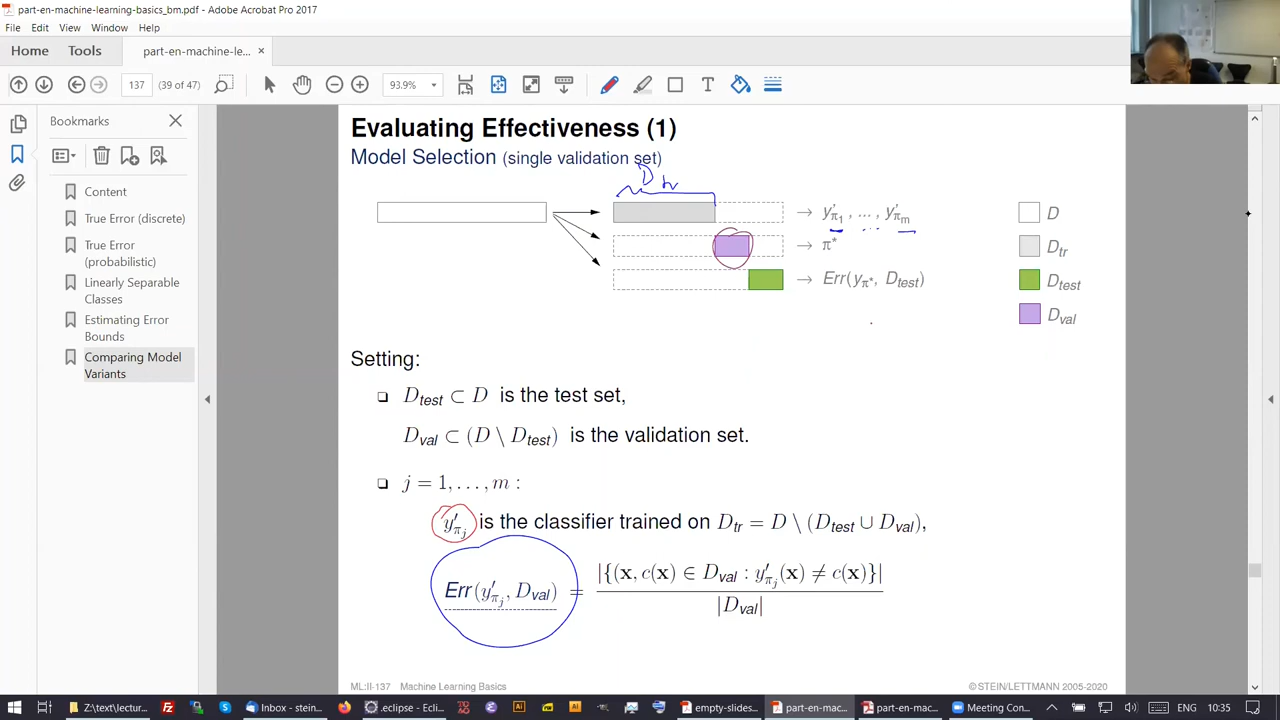 part-en-machine-learning-basics_bm.pdf - Adobe Acrobat Pro 2017
File Edit View Window Help
Home Tools part-en-machine-le... ×
137 (39 of 47) 93.9%
Bookmarks
Content
True Error (discrete)
True Error
(probabilistic)
Linearly Separable
Classes
Estimating Error
Bounds
Comparing Model
Variants
Evaluating Effectiveness (1)
Model Selection (single validation set)
D tr
→ y′π1 , ... , y′πm
→ π*
→ Err(yπ*, Dtest)
D
Dtr
Dtest
Dval
Setting:
❑ Dtest ⊂ D is the test set,
Dval ⊂ (D \ Dtest) is the validation set.
❑ j = 1, . . . , m :
y′πj is the classifier trained on Dtr = D \ (Dtest ∪ Dval),
Err(y′πj, Dval) = |{(x, c(x) ∈ Dval : y′πj(x) ≠ c(x)}|
|Dval|
ML:II-137 Machine Learning Basics ©STEIN/LETTMANN 2005-2020
Z:\text\lectur... Inbox - stein... .eclipse - Ecli... empty-slides... part-en-mac... part-en-mac... Meeting Con... ENG 10:35